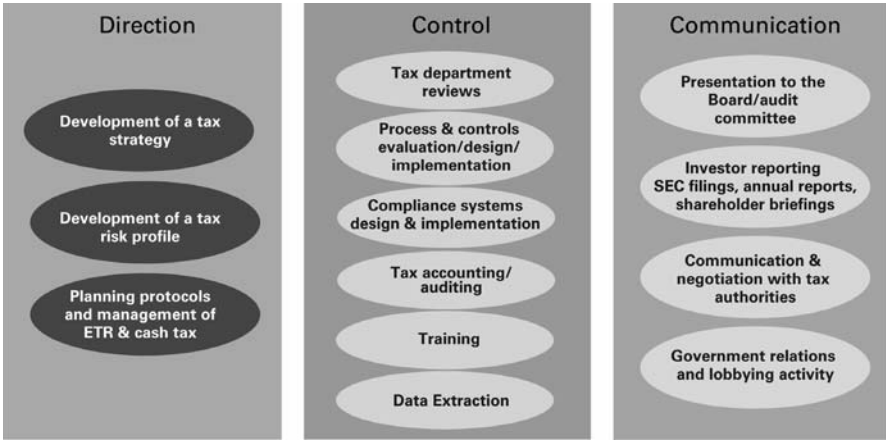 Direction
Development of a tax
strategy
Development of a tax
risk profile
Planning protocols
and management of
ETR & cash tax
Control
Tax department
reviews
Process & controls
evaluation/design/
implementation
Compliance systems
design & implementation
Tax accounting/
auditing
Training
Data Extraction
Communication
Presentation to the
Board/audit
committee
Investor reporting
SEC filings, annual reports,
shareholder briefings
Communication &
negotiation with tax
authorities
Government relations
and lobbying activity